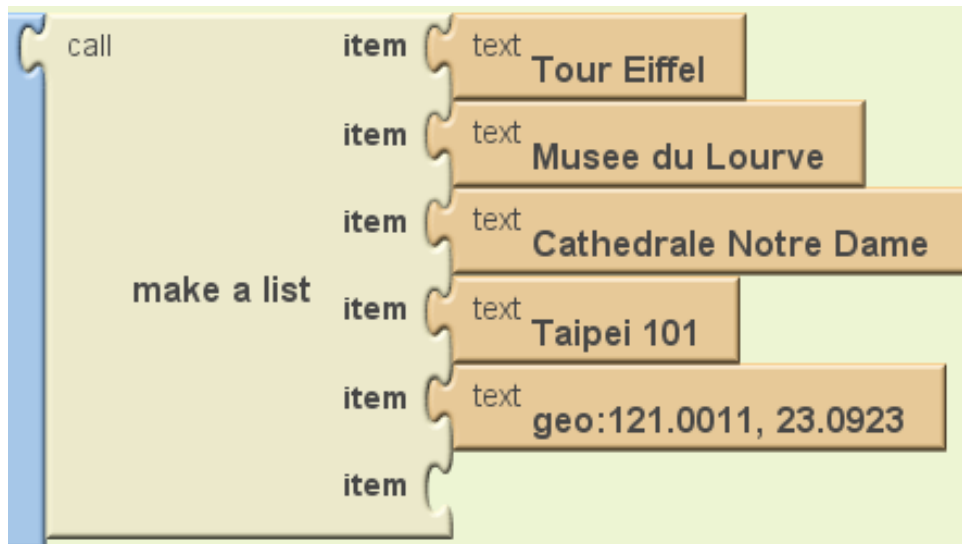 call item text Tour Eiffel
item text Musee du Lourve
item text Cathedrale Notre Dame
make a list
item text Taipei 101
item text geo:121.0011, 23.0923
item